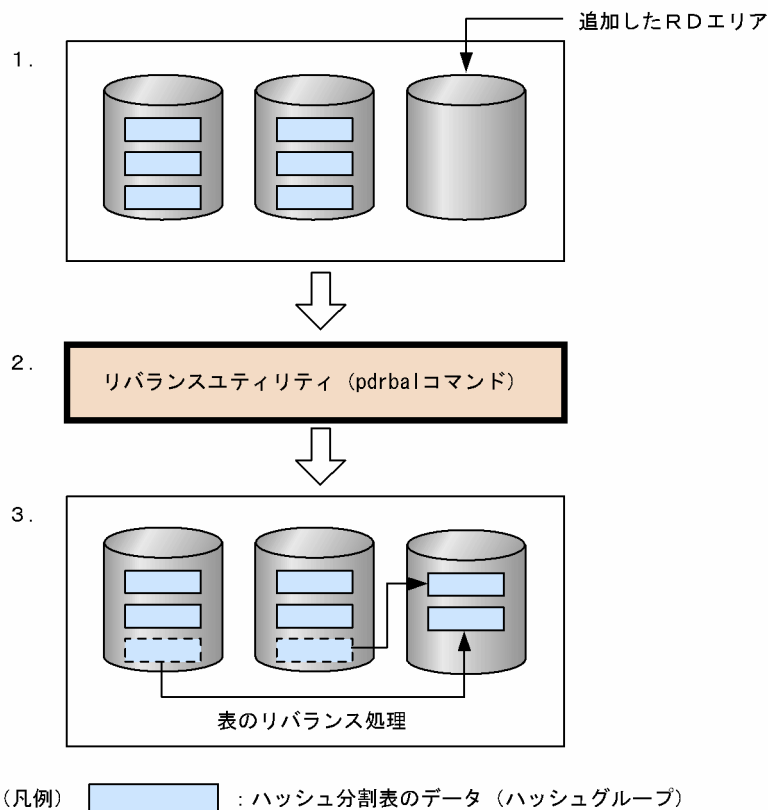 追加したＲＤエリア
１．
２．
リバランスユティリティ（pdrbalコマンド）
３．
表のリバランス処理
（凡例）　：ハッシュ分割表のデータ（ハッシュグループ）